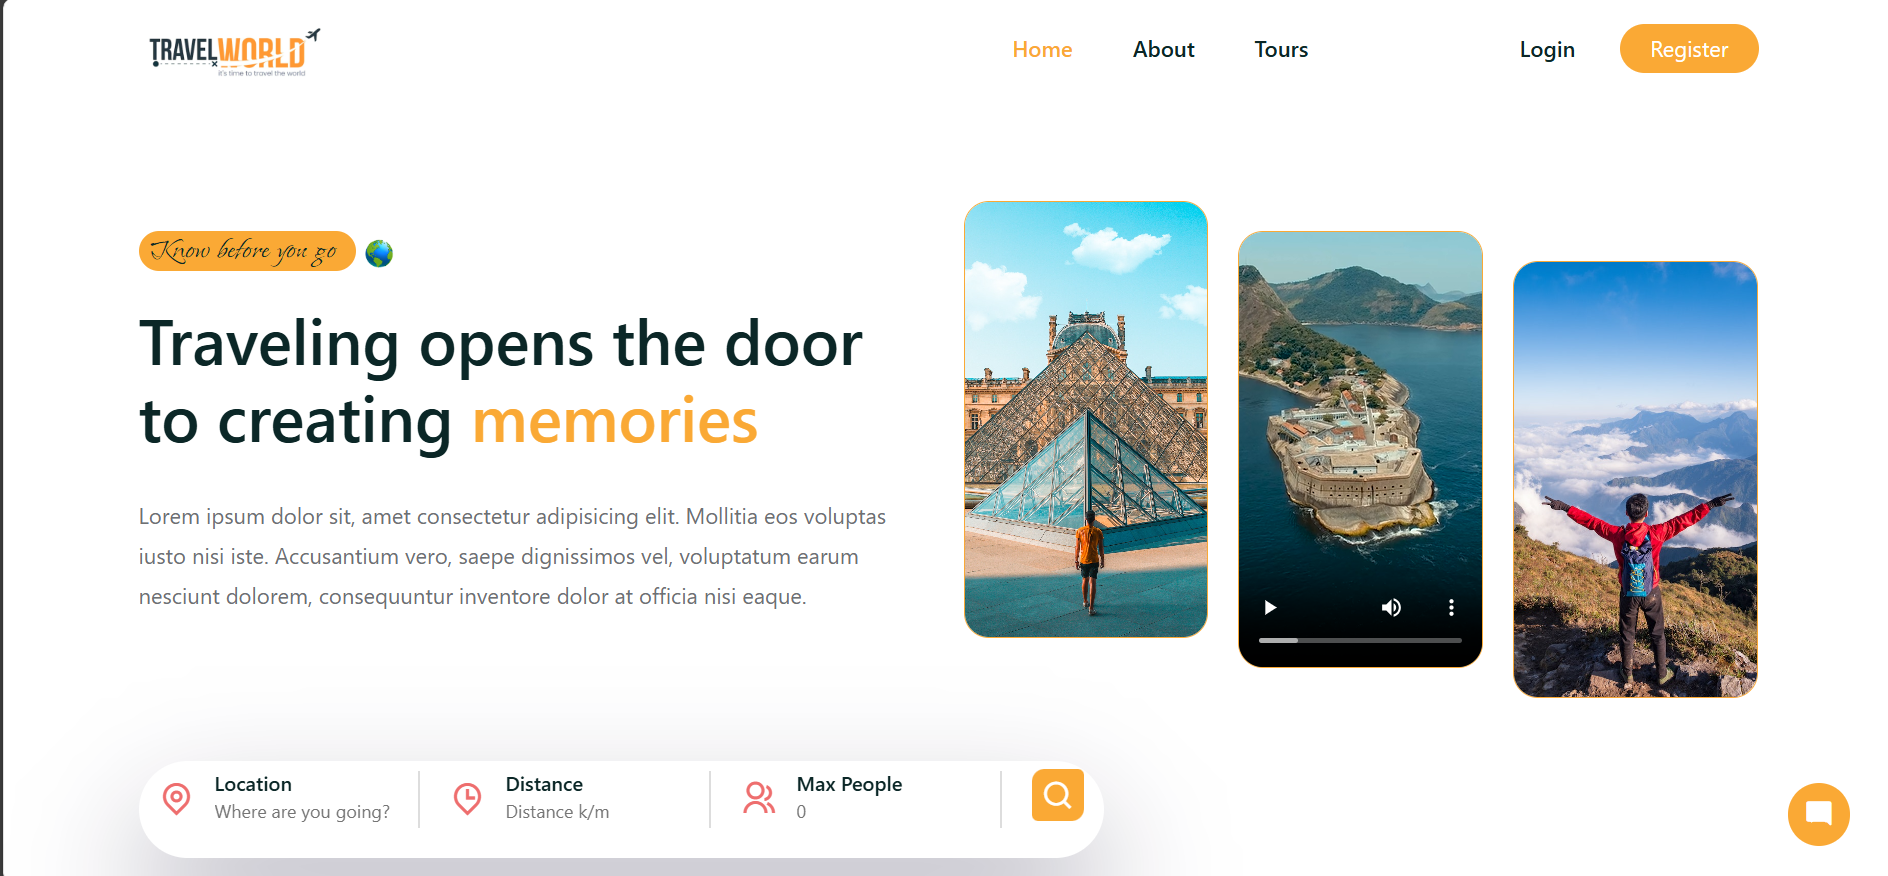 TRAVEL WORLD
it's time to travel the world
Home About Tours Login Register
Know before you go
Traveling opens the door
to creating memories
Lorem ipsum dolor sit, amet consectetur adipisicing elit. Mollitia eos voluptas
iusto nisi iste. Accusantium vero, saepe dignissimos vel, voluptatum earum
nesciunt dolorem, consequuntur inventore dolor at officia nisi eaque.
Location
Where are you going?
Distance
Distance k/m
Max People
0